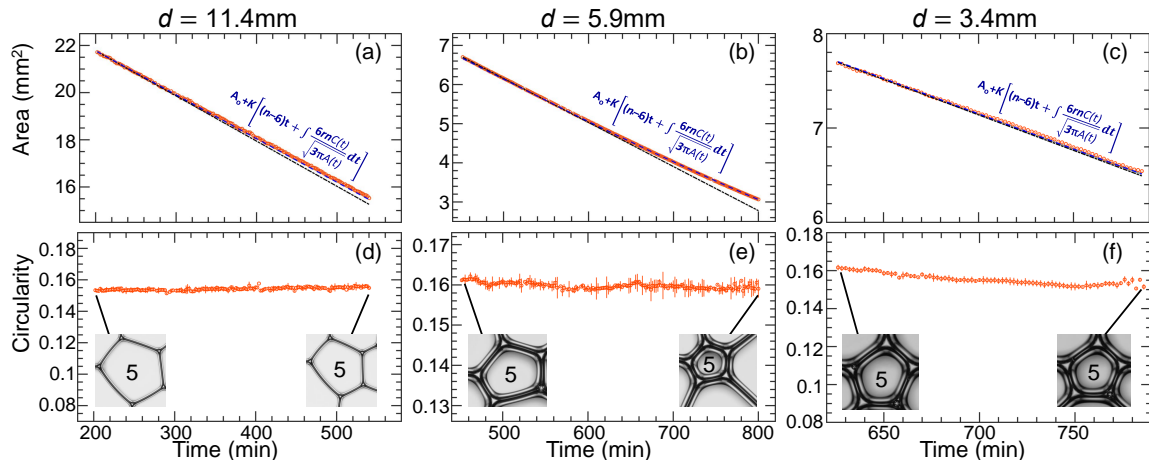 d = 11.4mm d = 5.9mm d = 3.4mm
Area (mm²)
22
20
18
16
(a)
A₀+K[(n−6)t + ∫ 6rnC(t)/√3πA(t) dt]
7
6
5
4
3
2
(b)
A₀+K[(n−6)t + ∫ 6rnC(t)/√3πA(t) dt]
8
7
6
(c)
A₀+K[(n−6)t + ∫ 6rnC(t)/√3πA(t) dt]
Circularity
0.18
0.16
0.14
0.12
0.1
0.08
(d)
5
5
200 300 400 500
Time (min)
0.17
0.16
0.15
0.14
0.13
(e)
5
5
500 600 700 800
Time (min)
0.18
0.16
0.14
0.12
0.1
0.08
(f)
5
5
650 700 750
Time (min)